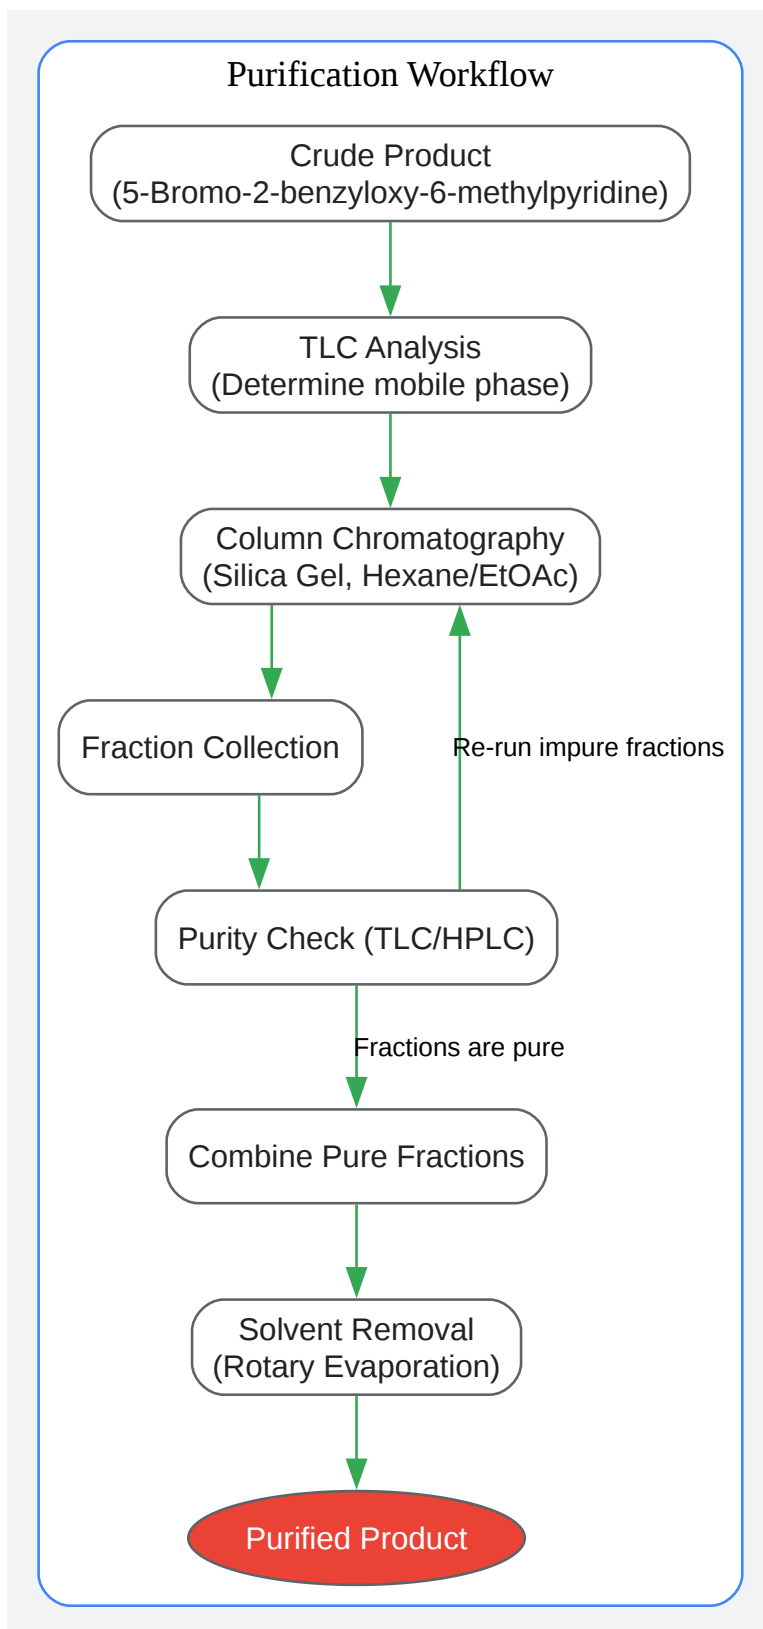 Purification Workflow
Crude Product
(5-Bromo-2-benzyloxy-6-methylpyridine)
TLC Analysis
(Determine mobile phase)
Column Chromatography
(Silica Gel, Hexane/EtOAc)
Fraction Collection
Re-run impure fractions
Purity Check (TLC/HPLC)
Fractions are pure
Combine Pure Fractions
Solvent Removal
(Rotary Evaporation)
Purified Product